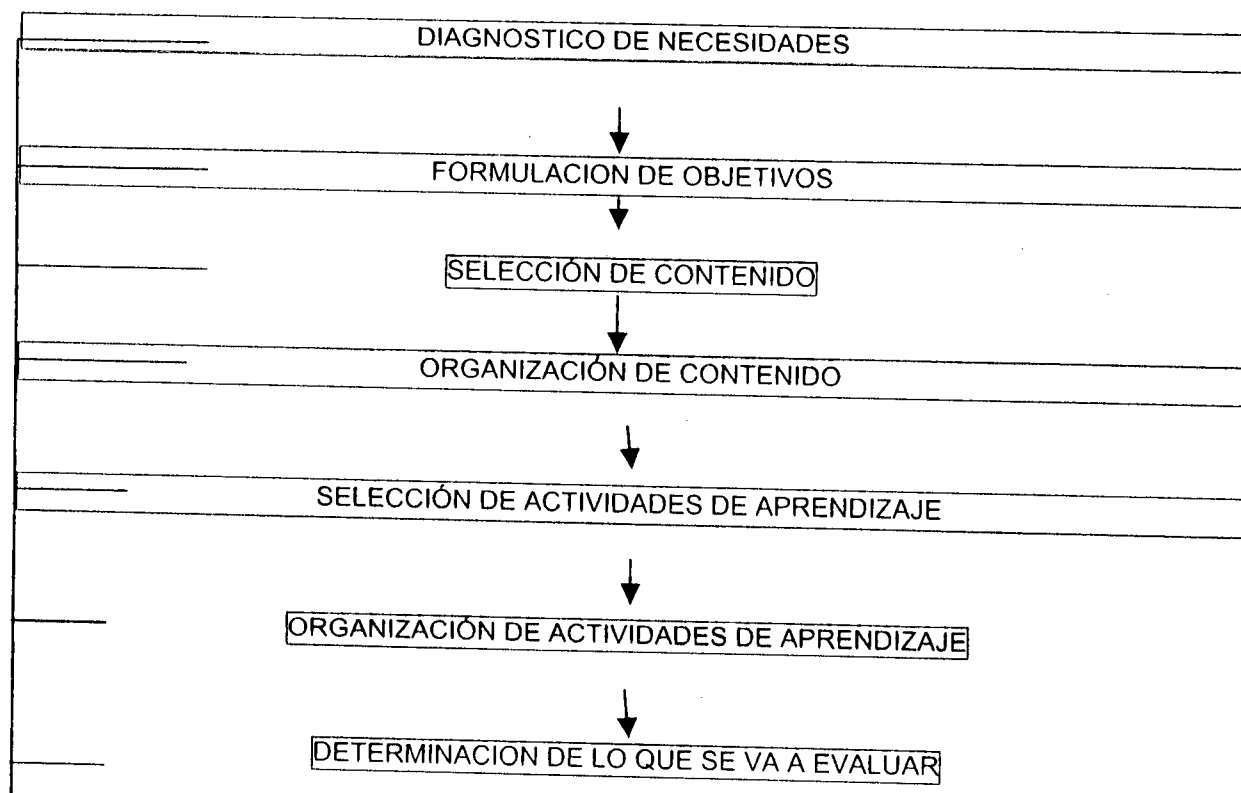 DIAGNOSTICO DE NECESIDADES
FORMULACION DE OBJETIVOS
SELECCIÓN DE CONTENIDO
ORGANIZACIÓN DE CONTENIDO
SELECCIÓN DE ACTIVIDADES DE APRENDIZAJE
ORGANIZACIÓN DE ACTIVIDADES DE APRENDIZAJE
DETERMINACION DE LO QUE SE VA A EVALUAR